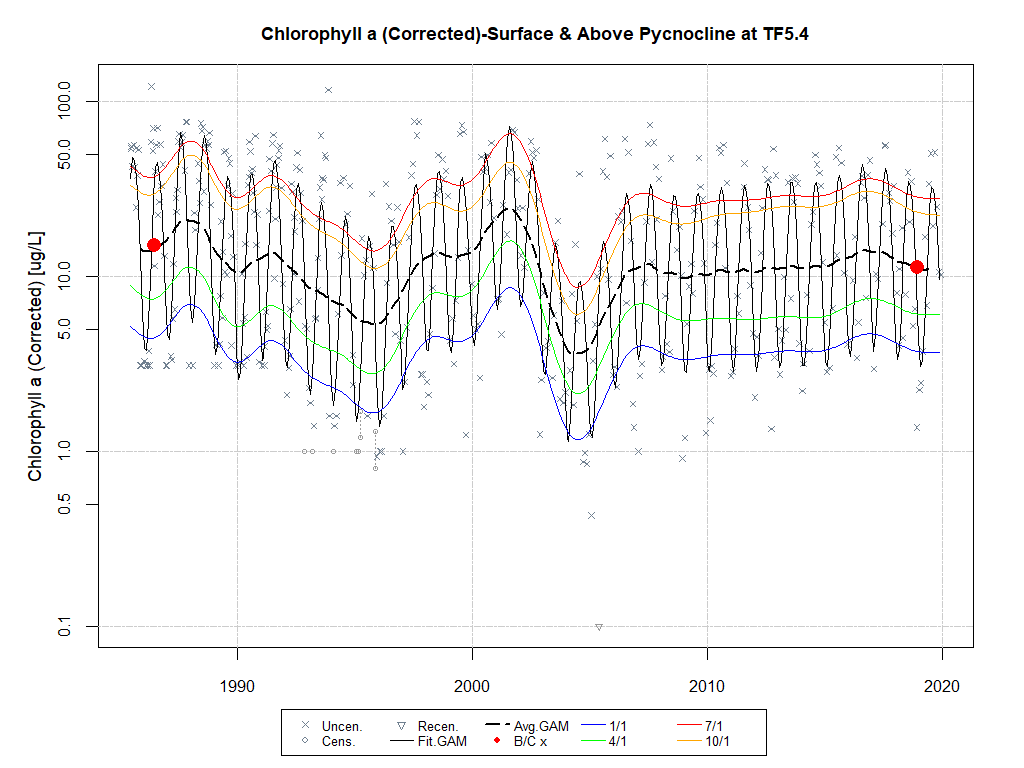 Chlorophyll a (Corrected)-Surface & Above Pycnocline at TF5.4
Chlorophyll a (Corrected) [ug/L]
100.0
50.0
10.0
5.0
1.0
0.5
0.1
1990 2000 2010 2020
Uncen. Recen. Avg.GAM 1/1 7/1
Cens. Fit.GAM B/C x 4/1 10/1